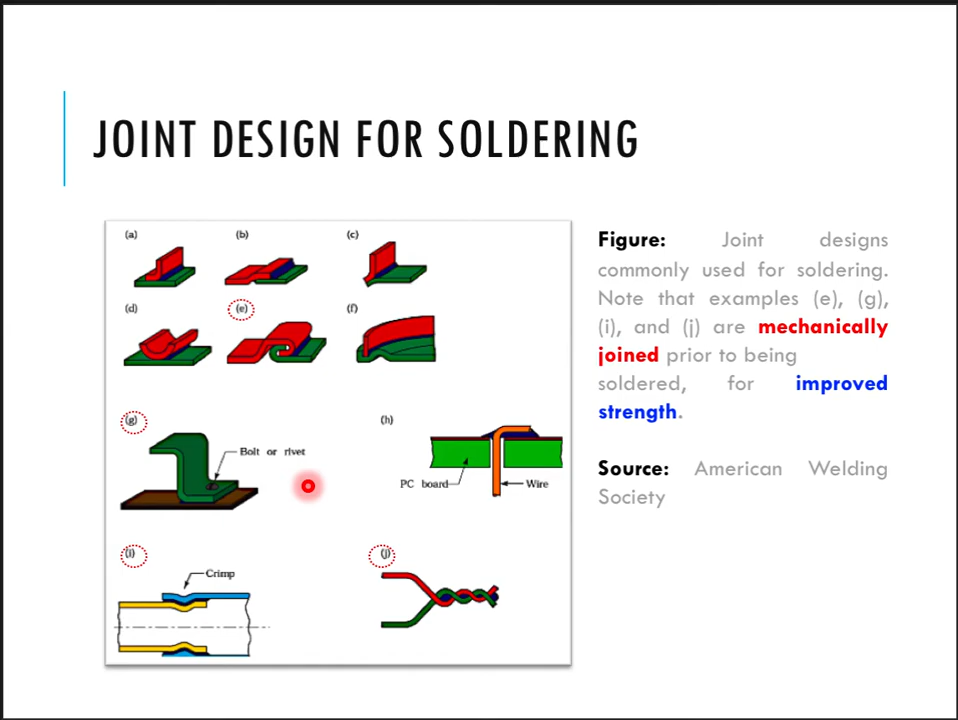 JOINT DESIGN FOR SOLDERING
(a)
(b)
(c)
(d)
(e)
(f)
(g)
Bolt or rivet
(h)
PC board
Wire
(i)
Crimp
(j)
Figure: Joint designs
commonly used for soldering.
Note that examples (e), (g),
(i), and (j) are mechanically
joined prior to being
soldered, for improved
strength.
Source: American Welding
Society